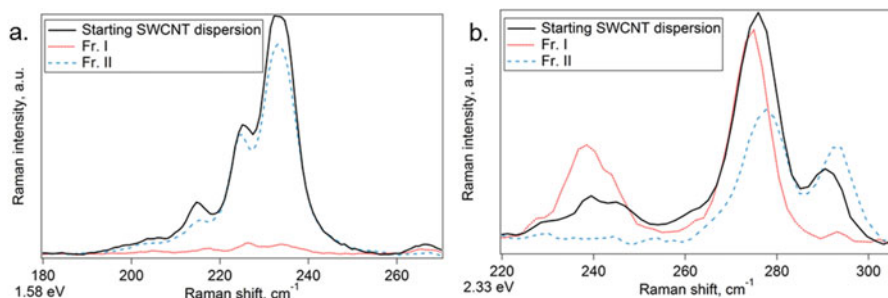 a.
Starting SWCNT dispersion
Fr. I
Fr. II
Raman intensity, a.u.
180 200 220 240 260
1.58 eV
Raman shift, cm-1
b.
Starting SWCNT dispersion
Fr. I
Fr. II
Raman intensity, a.u.
220 240 260 280 300
2.33 eV
Raman shift, cm-1